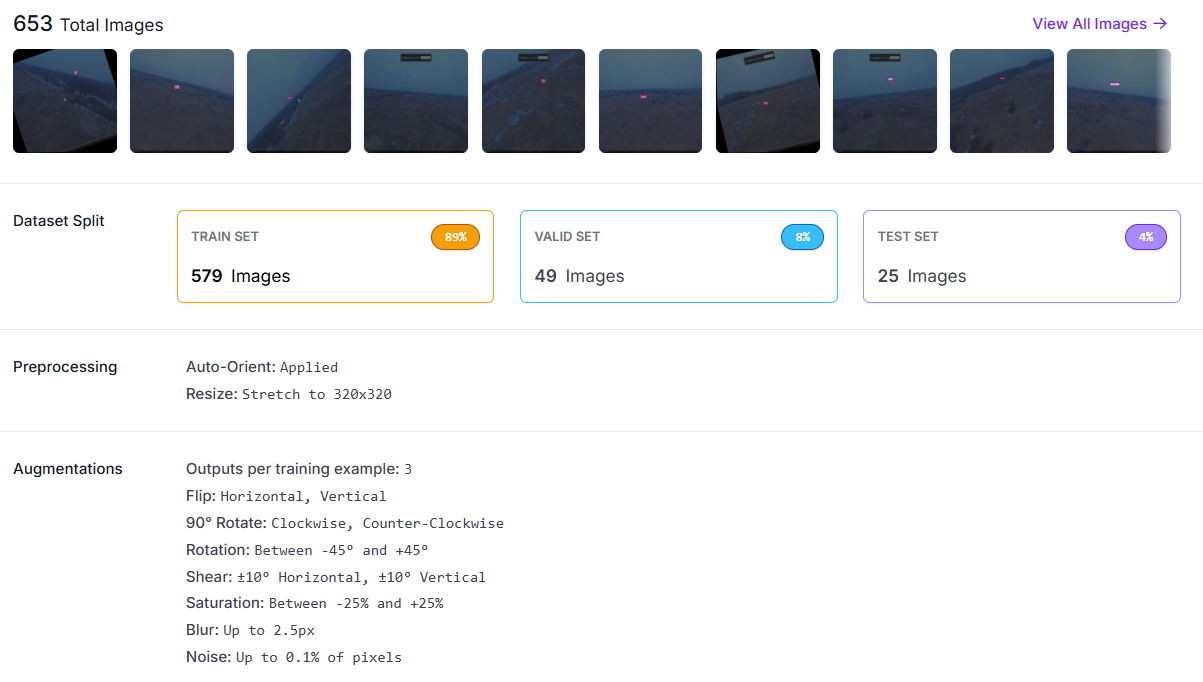 653 Total Images
View All Images →
Dataset Split
TRAIN SET
89%
579 Images
VALID SET
8%
49 Images
TEST SET
4%
25 Images
Preprocessing
Auto-Orient: Applied
Resize: Stretch to 320x320
Augmentations
Outputs per training example: 3
Flip: Horizontal, Vertical
90° Rotate: Clockwise, Counter-Clockwise
Rotation: Between -45° and +45°
Shear: ±10° Horizontal, ±10° Vertical
Saturation: Between -25% and +25%
Blur: Up to 2.5px
Noise: Up to 0.1% of pixels